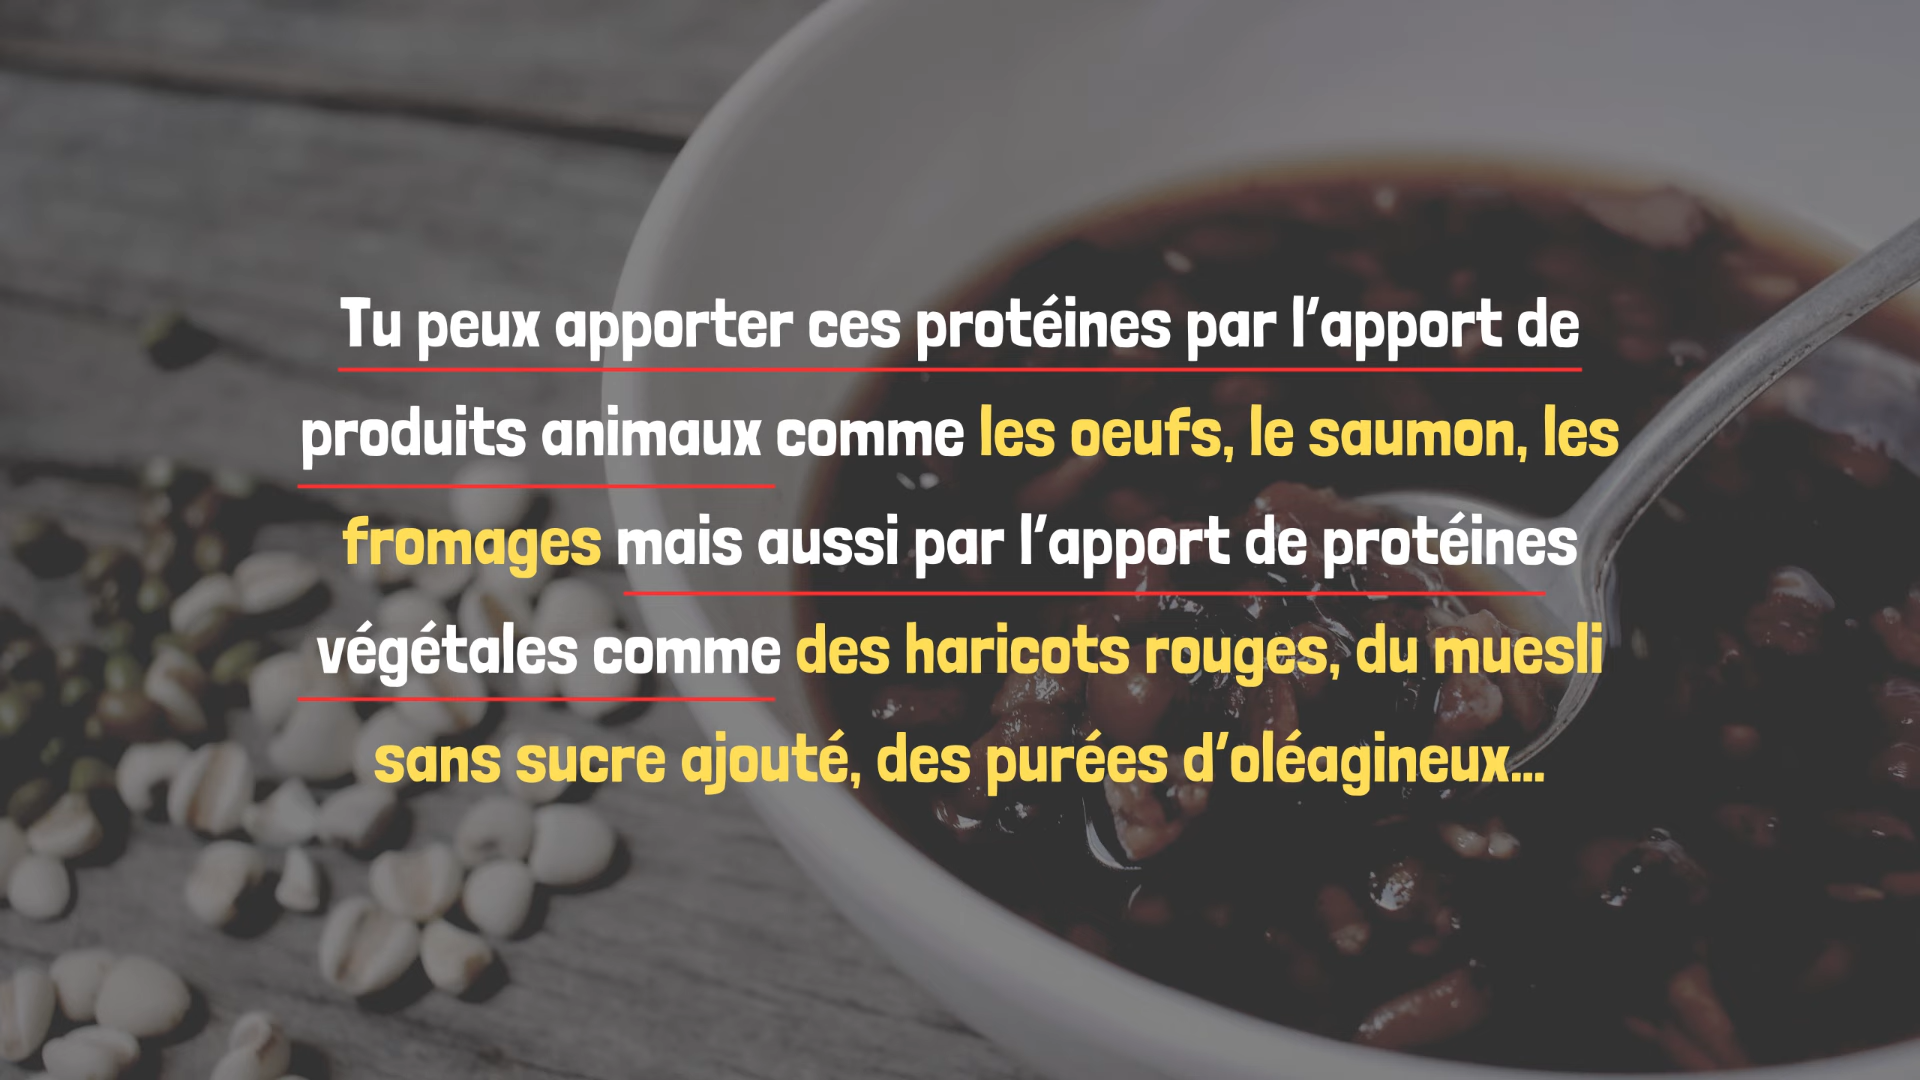 Tu peux apporter ces protéines par l'apport de
produits animaux comme les oeufs, le saumon, les
fromages mais aussi par l'apport de protéines
végétales comme des haricots rouges, du muesli
sans sucre ajouté, des purées d'oléagineux...